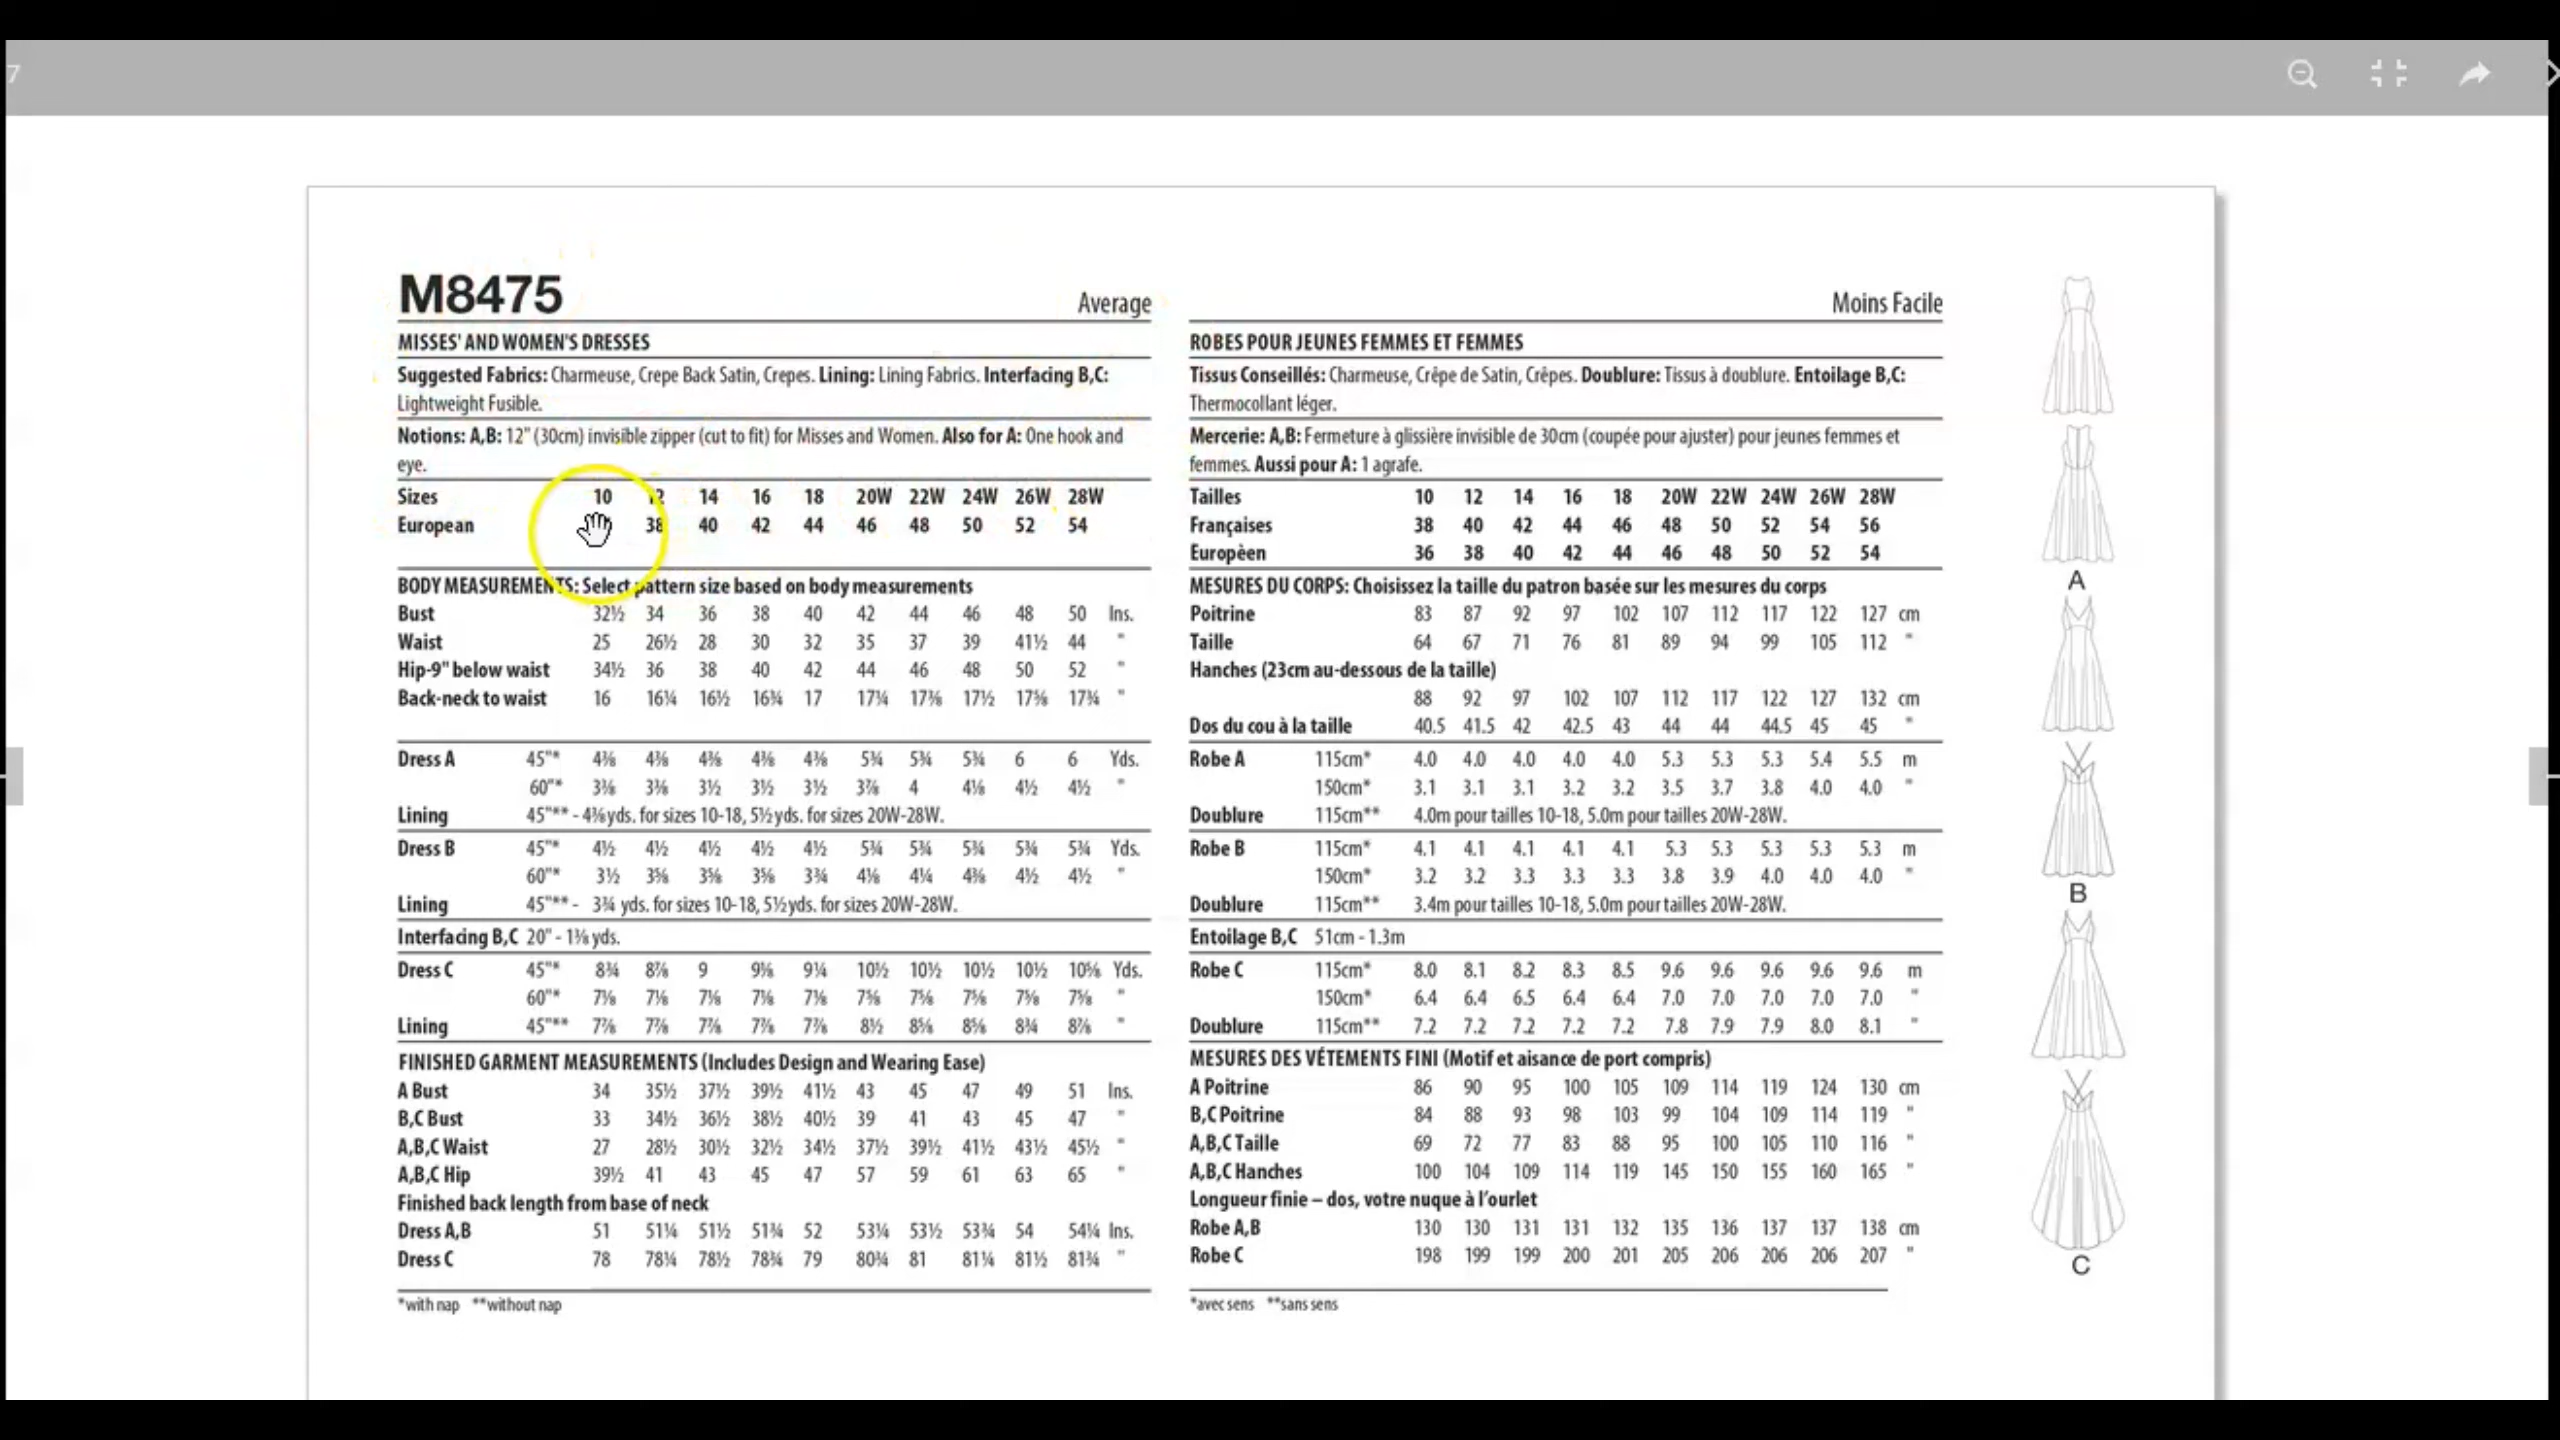 7
M8475
Average
MISSES' AND WOMEN'S DRESSES
Suggested Fabrics: Charmeuse, Crepe Back Satin, Crepes. Lining: Lining Fabrics. Interfacing B,C:
Lightweight Fusible.
Notions: A,B: 12" (30cm) invisible zipper (cut to fit) for Misses and Women. Also for A: One hook and
eye.
Sizes 10 12 14 16 18 20W 22W 24W 26W 28W
European 38 40 42 44 46 48 50 52 54
BODY MEASUREMENTS: Select pattern size based on body measurements
Bust 32½ 34 36 38 40 42 44 46 48 50 Ins.
Waist 25 26½ 28 30 32 35 37 39 41½ 44 "
Hip-9" below waist 34½ 36 38 40 42 44 46 48 50 52 "
Back-neck to waist 16 16¼ 16½ 16¾ 17 17¼ 17⅜ 17½ 17⅝ 17¾ "
Dress A 45"* 4⅜ 4⅜ 4⅜ 4⅜ 4⅜ 5¾ 5¾ 5¾ 6 6 Yds.
60"* 3⅜ 3⅜ 3½ 3½ 3½ 3⅞ 4 4⅛ 4½ 4½ "
Lining 45"** - 4⅜yds. for sizes 10-18, 5½yds. for sizes 20W-28W.
Dress B 45"* 4½ 4½ 4½ 4½ 4½ 5¾ 5¾ 5¾ 5¾ 5¾ Yds.
60"* 3½ 3⅝ 3⅝ 3⅝ 3¾ 4⅛ 4¼ 4⅜ 4½ 4½ "
Lining 45"** - 3¾ yds. for sizes 10-18, 5½yds. for sizes 20W-28W.
Interfacing B,C 20" - 1⅜yds.
Dress C 45"* 8¾ 8⅞ 9 9⅛ 9¼ 10½ 10½ 10½ 10½ 10⅝ Yds.
60"* 7⅛ 7⅛ 7⅛ 7⅛ 7⅛ 7⅝ 7⅝ 7⅝ 7⅝ 7⅝ "
Lining 45"** 7⅞ 7⅞ 7⅞ 7⅞ 7⅞ 8½ 8⅝ 8⅝ 8¾ 8⅞ "
FINISHED GARMENT MEASUREMENTS (Includes Design and Wearing Ease)
A Bust 34 35½ 37½ 39½ 41½ 43 45 47 49 51 Ins.
B,C Bust 33 34½ 36½ 38½ 40½ 39 41 43 45 47 "
A,B,C Waist 27 28½ 30½ 32½ 34½ 37½ 39½ 41½ 43½ 45½ "
A,B,C Hip 39½ 41 43 45 47 57 59 61 63 65 "
Finished back length from base of neck
Dress A,B 51 51¼ 51½ 51¾ 52 53¼ 53½ 53¾ 54 54¼ Ins.
Dress C 78 78¼ 78½ 78¾ 79 80¾ 81 81¼ 81½ 81¾ "
*with nap **without nap
Moins Facile
ROBES POUR JEUNES FEMMES ET FEMMES
Tissus Conseillés: Charmeuse, Crêpe de Satin, Crêpes. Doublure: Tissus à doublure. Entoilage B,C:
Thermocollant léger.
Mercerie: A,B: Fermeture à glissière invisible de 30cm (coupée pour ajuster) pour jeunes femmes et
femmes. Aussi pour A: 1 agrafe.
Tailles 10 12 14 16 18 20W 22W 24W 26W 28W
Françaises 38 40 42 44 46 48 50 52 54 56
Europèen 36 38 40 42 44 46 48 50 52 54
MESURES DU CORPS: Choisissez la taille du patron basée sur les mesures du corps
Poitrine 83 87 92 97 102 107 112 117 122 127 cm
Taille 64 67 71 76 81 89 94 99 105 112 "
Hanches (23cm au-dessous de la taille)
88 92 97 102 107 112 117 122 127 132 cm
Dos du cou à la taille 40.5 41.5 42 42.5 43 44 44 44.5 45 45 "
Robe A 115cm* 4.0 4.0 4.0 4.0 4.0 5.3 5.3 5.3 5.4 5.5 m
150cm* 3.1 3.1 3.1 3.2 3.2 3.5 3.7 3.8 4.0 4.0 "
Doublure 115cm** 4.0m pour tailles 10-18, 5.0m pour tailles 20W-28W.
Robe B 115cm* 4.1 4.1 4.1 4.1 4.1 5.3 5.3 5.3 5.3 5.3 m
150cm* 3.2 3.2 3.3 3.3 3.3 3.8 3.9 4.0 4.0 4.0 "
Doublure 115cm** 3.4m pour tailles 10-18, 5.0m pour tailles 20W-28W.
Entoilage B,C 51cm - 1.3m
Robe C 115cm* 8.0 8.1 8.2 8.3 8.5 9.6 9.6 9.6 9.6 9.6 m
150cm* 6.4 6.4 6.5 6.4 6.4 7.0 7.0 7.0 7.0 7.0 "
Doublure 115cm** 7.2 7.2 7.2 7.2 7.2 7.8 7.9 7.9 8.0 8.1 "
MESURES DES VÉTEMENTS FINI (Motif et aisance de port compris)
A Poitrine 86 90 95 100 105 109 114 119 124 130 cm
B,C Poitrine 84 88 93 98 103 99 104 109 114 119 "
A,B,C Taille 69 72 77 83 88 95 100 105 110 116 "
A,B,C Hanches 100 104 109 114 119 145 150 155 160 165 "
Longueur finie – dos, votre nuque à l'ourlet
Robe A,B 130 130 131 131 132 135 136 137 137 138 cm
Robe C 198 199 199 200 201 205 206 206 206 207 "
*avec sens **sans sens
A
B
C